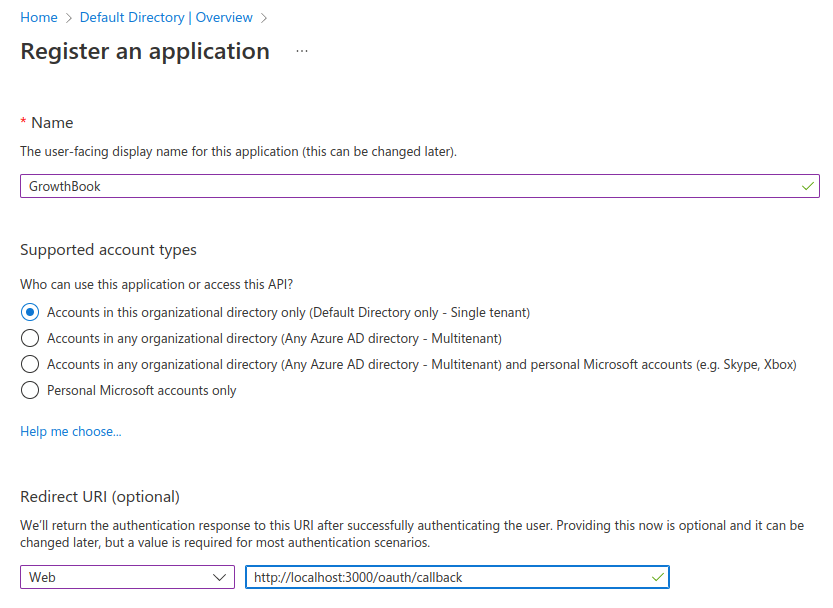 Home > Default Directory | Overview >
Register an application ...
* Name
The user-facing display name for this application (this can be changed later).
GrowthBook
Supported account types
Who can use this application or access this API?
Accounts in this organizational directory only (Default Directory only - Single tenant)
Accounts in any organizational directory (Any Azure AD directory - Multitenant)
Accounts in any organizational directory (Any Azure AD directory - Multitenant) and personal Microsoft accounts (e.g. Skype, Xbox)
Personal Microsoft accounts only
Help me choose...
Redirect URI (optional)
We'll return the authentication response to this URI after successfully authenticating the user. Providing this now is optional and it can be
changed later, but a value is required for most authentication scenarios.
Web http://localhost:3000/oauth/callback